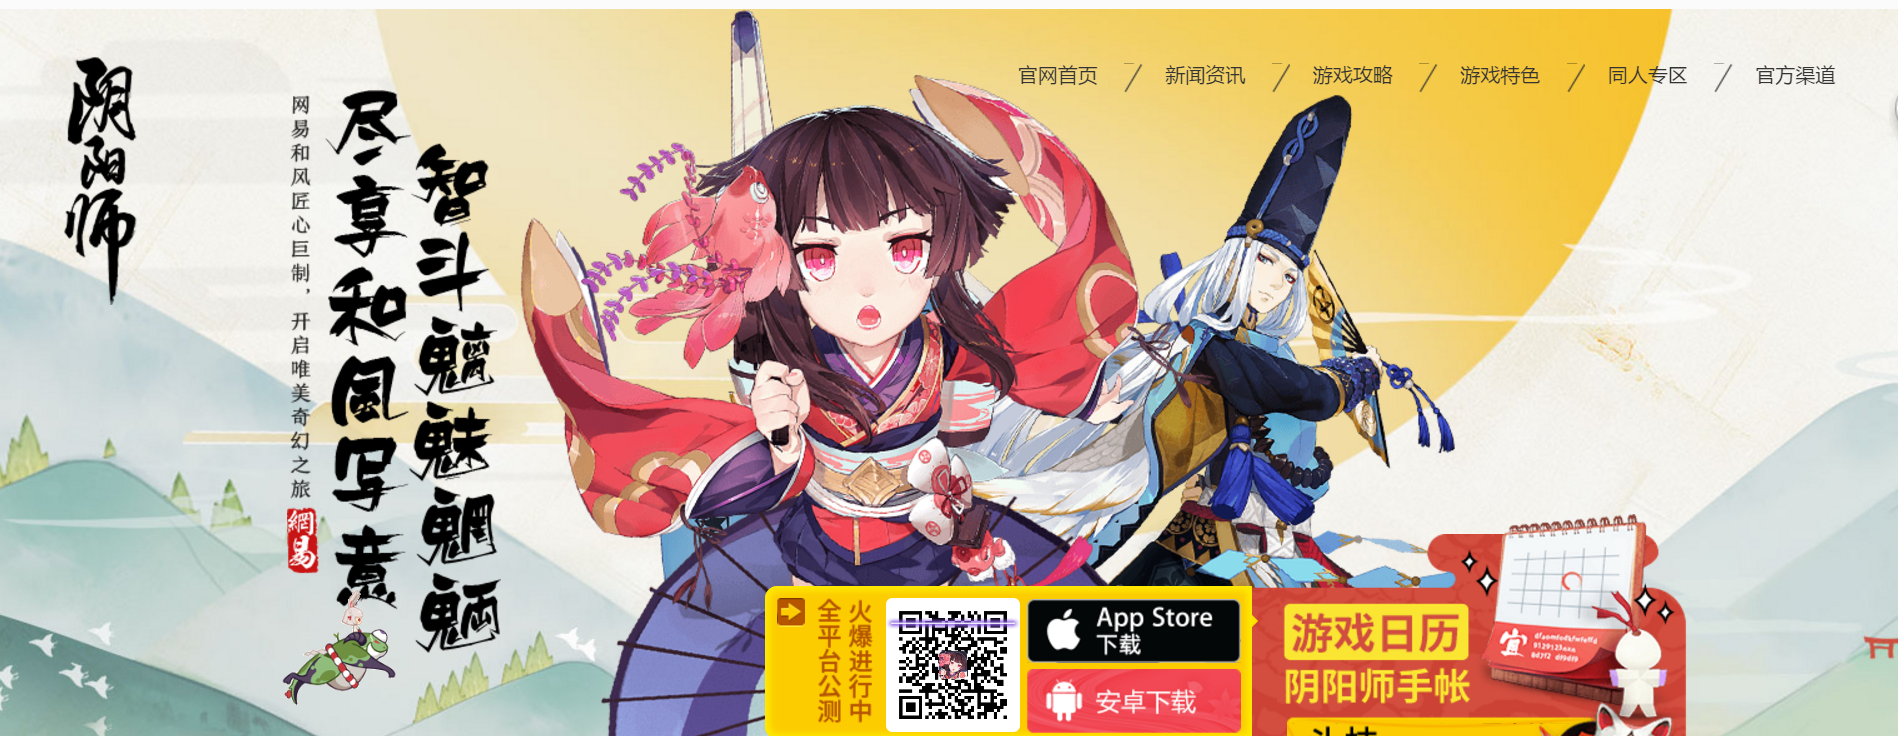 阴阳师
官网首页
新闻资讯
游戏攻略
游戏特色
同人专区
官方渠道
智斗魑魅魍魉
尽享和风写意
网易和风匠心巨制，开启唯美奇幻之旅
網易
火爆进行中
全平台公测
App Store
下载
安卓下载
游戏日历
阴阳师手帐
宜